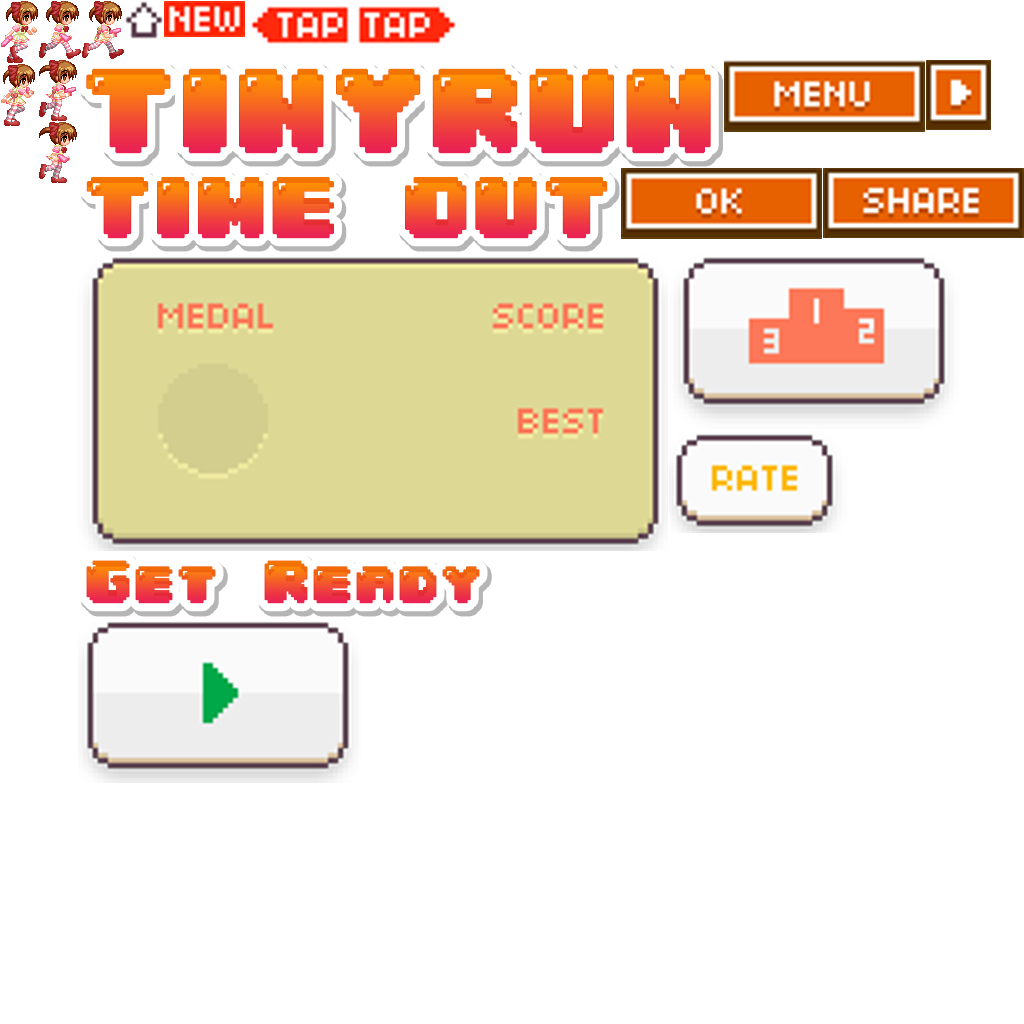 NEW TAP TAP
TINYRUN MENU
TIME OUT OK SHARE
MEDAL SCORE
3 1 2
BEST
RATE
GET READY